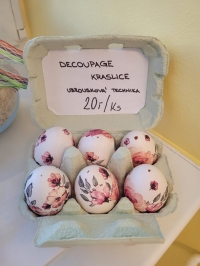 DECOUPAGE
KRASLICE
UBROUSKOVÁ TECHNIKA
20,-/KS